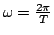 ω = 2π/T